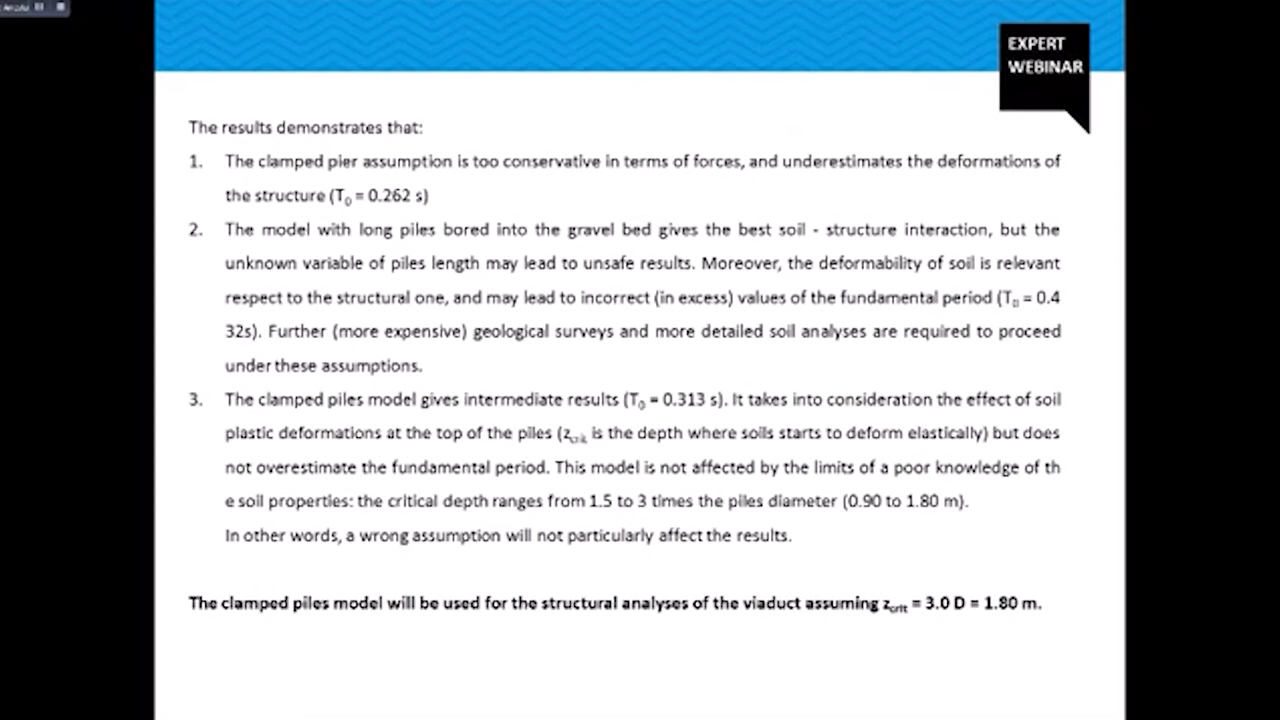 EXPERT
WEBINAR
The results demonstrates that:
1. The clamped pier assumption is too conservative in terms of forces, and underestimates the deformations of
the structure (T₀ = 0.262 s)
2. The model with long piles bored into the gravel bed gives the best soil - structure interaction, but the
unknown variable of piles length may lead to unsafe results. Moreover, the deformability of soil is relevant
respect to the structural one, and may lead to incorrect (in excess) values of the fundamental period (T₀ = 0.4
32s). Further (more expensive) geological surveys and more detailed soil analyses are required to proceed
under these assumptions.
3. The clamped piles model gives intermediate results (T₀ = 0.313 s). It takes into consideration the effect of soil
plastic deformations at the top of the piles (z_crit is the depth where soils starts to deform elastically) but does
not overestimate the fundamental period. This model is not affected by the limits of a poor knowledge of th
e soil properties: the critical depth ranges from 1.5 to 3 times the piles diameter (0.90 to 1.80 m).
In other words, a wrong assumption will not particularly affect the results.
The clamped piles model will be used for the structural analyses of the viaduct assuming z_crit = 3.0 D = 1.80 m.